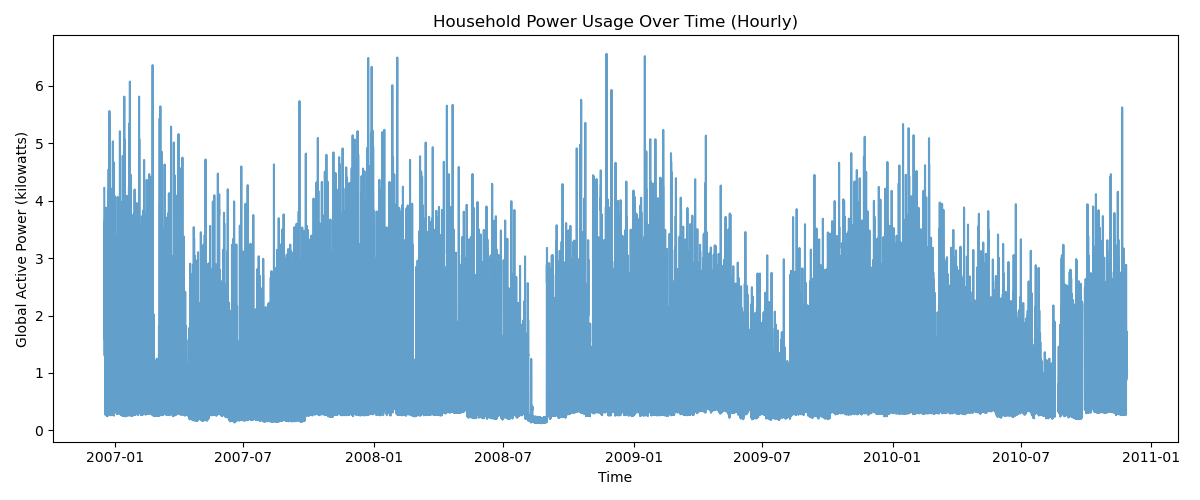 Household Power Usage Over Time (Hourly)
Global Active Power (kilowatts)
6
5
4
3
2
1
0
2007-01 2007-07 2008-01 2008-07 2009-01 2009-07 2010-01 2010-07 2011-01
Time